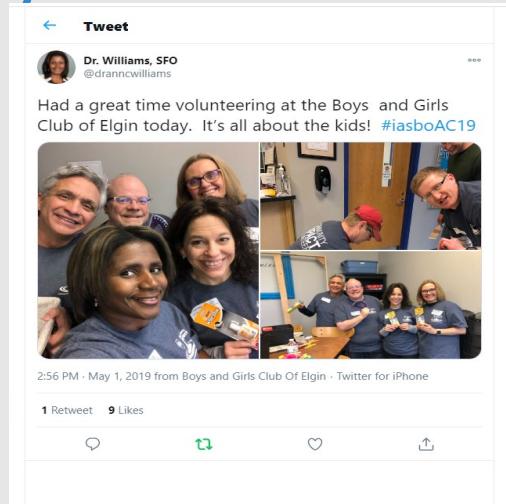 Tweet
Dr. Williams, SFO
@dranncwilliams
Had a great time volunteering at the Boys and Girls
Club of Elgin today. It's all about the kids! #iasboAC19
2:56 PM · May 1, 2019 from Boys and Girls Club Of Elgin · Twitter for iPhone
1 Retweet 9 Likes